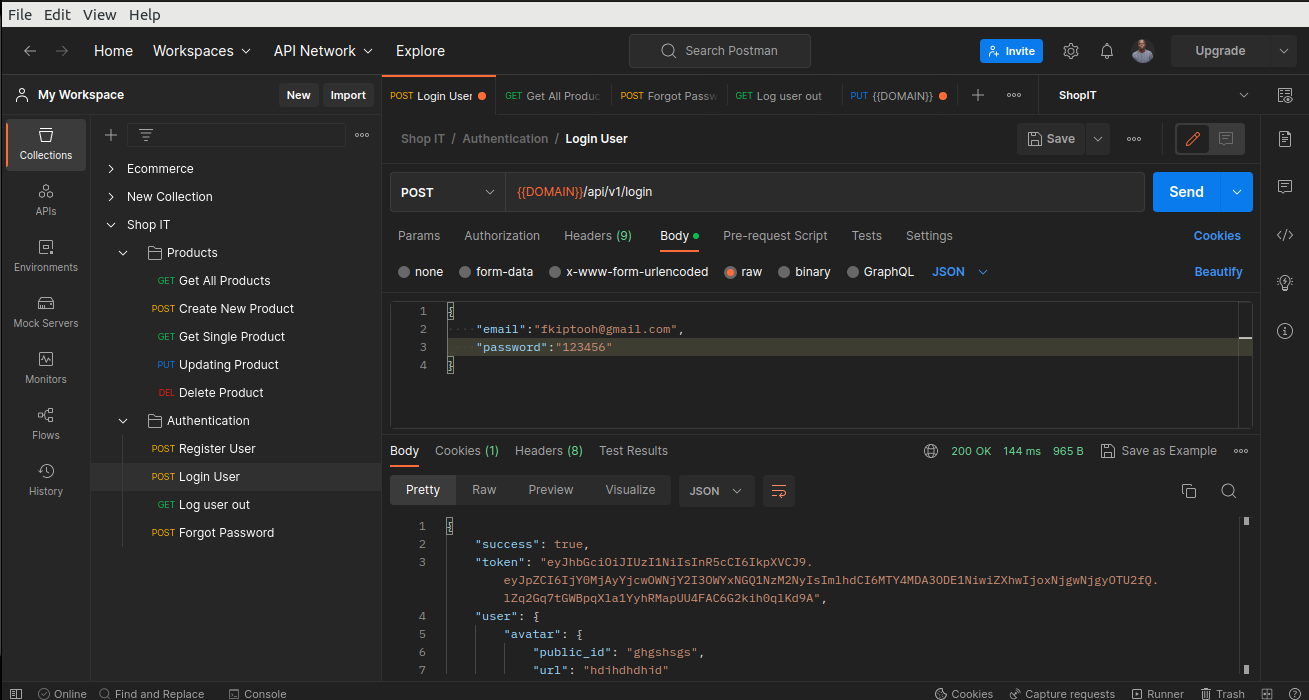 File Edit View Help
Home Workspaces API Network Explore Search Postman Invite Upgrade
My Workspace New Import
POST Login User GET Get All Produc POST Forgot Passw GET Log user out PUT {{DOMAIN}} ShopIT
Collections
APIs
Environments
Mock Servers
Monitors
Flows
History
Ecommerce
New Collection
Shop IT
Products
GET Get All Products
POST Create New Product
GET Get Single Product
PUT Updating Product
DEL Delete Product
Authentication
POST Register User
POST Login User
GET Log user out
POST Forgot Password
Shop IT / Authentication / Login User Save
POST {{DOMAIN}}/api/v1/login Send
Params Authorization Headers (9) Body Pre-request Script Tests Settings Cookies
none form-data x-www-form-urlencoded raw binary GraphQL JSON Beautify
1 {
2 "email":"fkiptooh@gmail.com",
3 "password":"123456"
4 }
Body Cookies (1) Headers (8) Test Results 200 OK 144 ms 965 B Save as Example
Pretty Raw Preview Visualize JSON
1 {
2 "success": true,
3 "token": "eyJhbGciOiJIUzI1NiIsInR5cCI6IkpXVCJ9.
eyJpZCI6IjY0MjAyYjcwOWNjY2I3OWYxNGQ1NzM2NyIsImlhdCI6MTY4MDA3ODE1NiwiZXhwIjoxNjgwNjgyOTU2fQ.
lZq2Gq7tGWBpqXla1YyhRMapUU4FAC6G2kih0qlKd9A",
4 "user": {
5 "avatar": {
6 "public_id": "ghgshsgs",
7 "url": "hdjhdhdhjd"
Online Find and Replace Console Cookies Capture requests Runner Trash